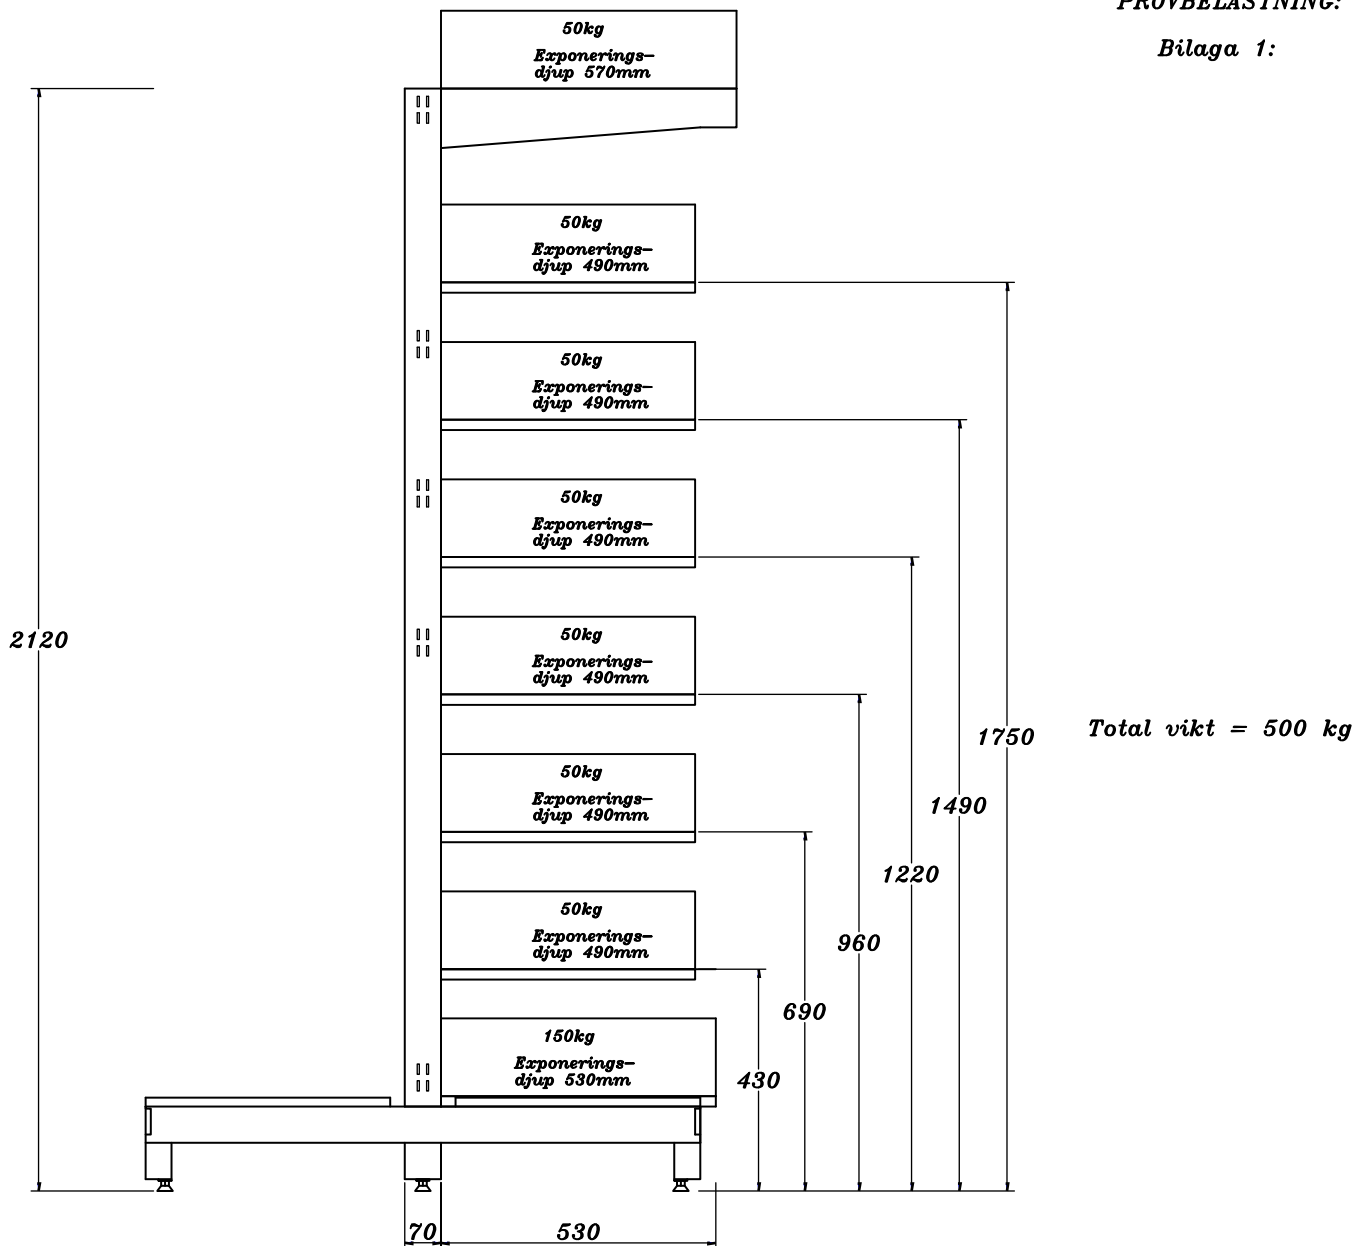 PROVBELASTNING:
Bilaga 1:
50kg
Exponerings-
djup 570mm
50kg
Exponerings-
djup 490mm
50kg
Exponerings-
djup 490mm
50kg
Exponerings-
djup 490mm
50kg
Exponerings-
djup 490mm
50kg
Exponerings-
djup 490mm
50kg
Exponerings-
djup 490mm
150kg
Exponerings-
djup 530mm
2120
1750
1490
1220
960
690
430
Total vikt = 500 kg
70
530